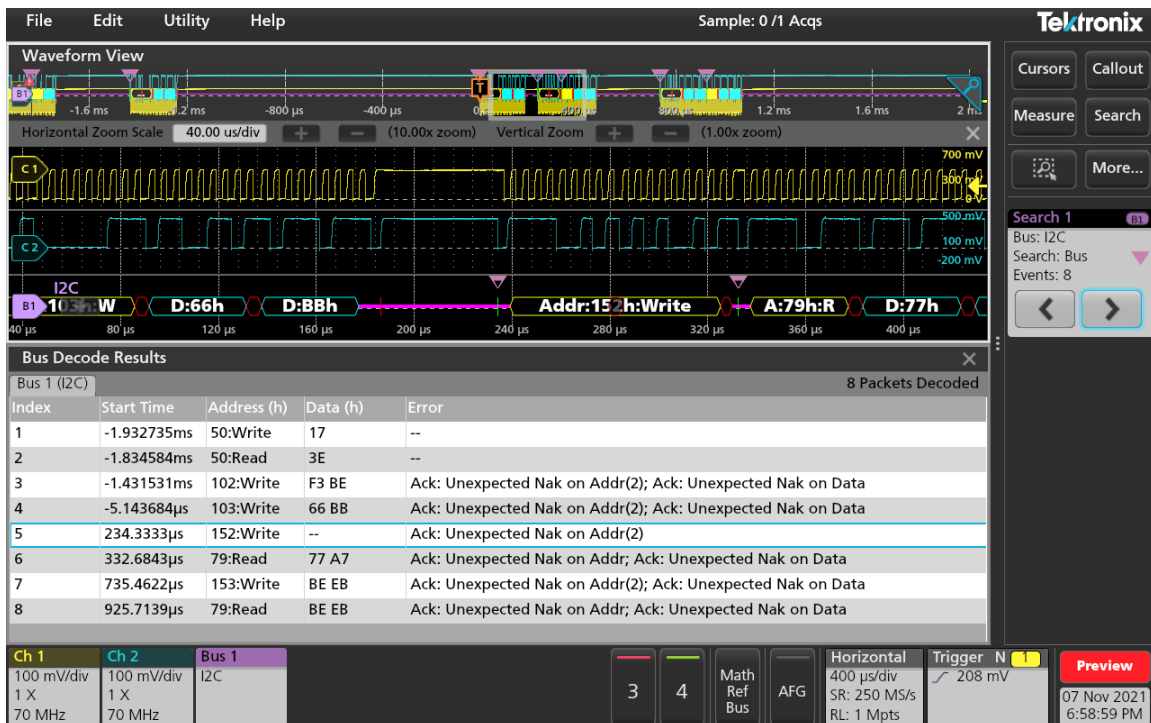 File Edit Utility Help Sample: 0 /1 Acqs Tektronix
Waveform View
B1 -1.6 ms -800 µs -400 µs T 1.2 ms 1.6 ms
Horizontal Zoom Scale 40.00 us/div + − (10.00x zoom) Vertical Zoom + − (1.00x zoom)
C 1 700 mV
300 mV
0 V
C 2 500 mV
100 mV
-200 mV
I2C
B1 103h:W D:66h D:BBh Addr:152h:Write A:79h:R D:77h
40 µs 80 µs 120 µs 160 µs 200 µs 240 µs 280 µs 320 µs 360 µs 400 µs
Bus Decode Results
Bus 1 (I2C) 8 Packets Decoded
Index Start Time Address (h) Data (h) Error
1 -1.932735ms 50:Write 17 --
2 -1.834584ms 50:Read 3E --
3 -1.431531ms 102:Write F3 BE Ack: Unexpected Nak on Addr(2); Ack: Unexpected Nak on Data
4 -5.143684µs 103:Write 66 BB Ack: Unexpected Nak on Addr(2); Ack: Unexpected Nak on Data
5 234.3333µs 152:Write -- Ack: Unexpected Nak on Addr(2)
6 332.6843µs 79:Read 77 A7 Ack: Unexpected Nak on Addr; Ack: Unexpected Nak on Data
7 735.4622µs 153:Write BE EB Ack: Unexpected Nak on Addr(2); Ack: Unexpected Nak on Data
8 925.7139µs 79:Read BE EB Ack: Unexpected Nak on Addr; Ack: Unexpected Nak on Data
Cursors Callout
Measure Search
More...
Search 1 B1
Bus: I2C
Search: Bus
Events: 8
Ch 1
100 mV/div
1 X
70 MHz
Ch 2
100 mV/div
1 X
70 MHz
Bus 1
I2C
3
4
Math
Ref
Bus
AFG
Horizontal
400 µs/div
SR: 250 MS/s
RL: 1 Mpts
Trigger N 1
208 mV
Preview
07 Nov 2021
6:58:59 PM